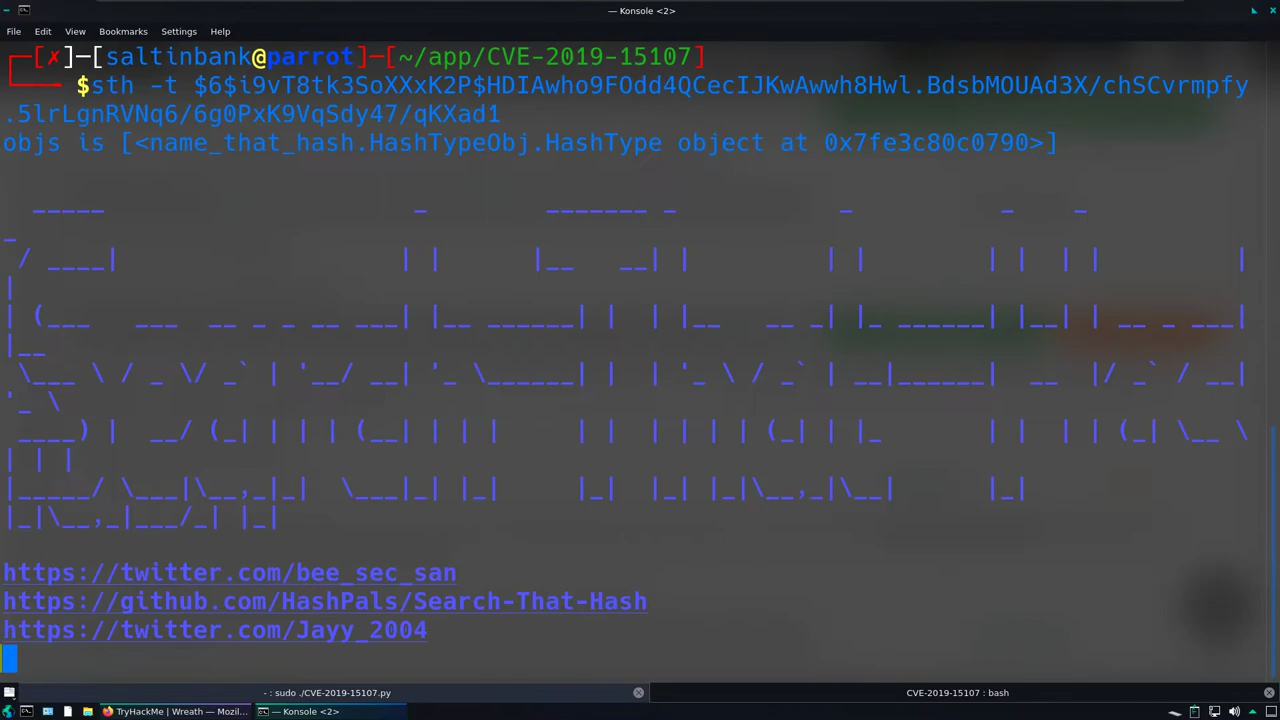 — Konsole <2>
File Edit View Bookmarks Settings Help
┌─[✗]─[saltinbank@parrot]─[~/app/CVE-2019-15107]
└──╼ $sth -t $6$i9vT8tk3SoXXxK2P$HDIAwho9FOdd4QCecIJKwAwwh8Hwl.BdsbMOUAd3X/chSCvrmpfy
.5lrLgnRVNq6/6g0PxK9VqSdy47/qKXad1
objs is [<name_that_hash.HashTypeObj.HashType object at 0x7fe3c80c0790>]
https://twitter.com/bee_sec_san
https://github.com/HashPals/Search-That-Hash
https://twitter.com/Jayy_2004
- : sudo ./CVE-2019-15107.py
CVE-2019-15107 : bash
TryHackMe | Wreath — Mozil...
— Konsole <2>